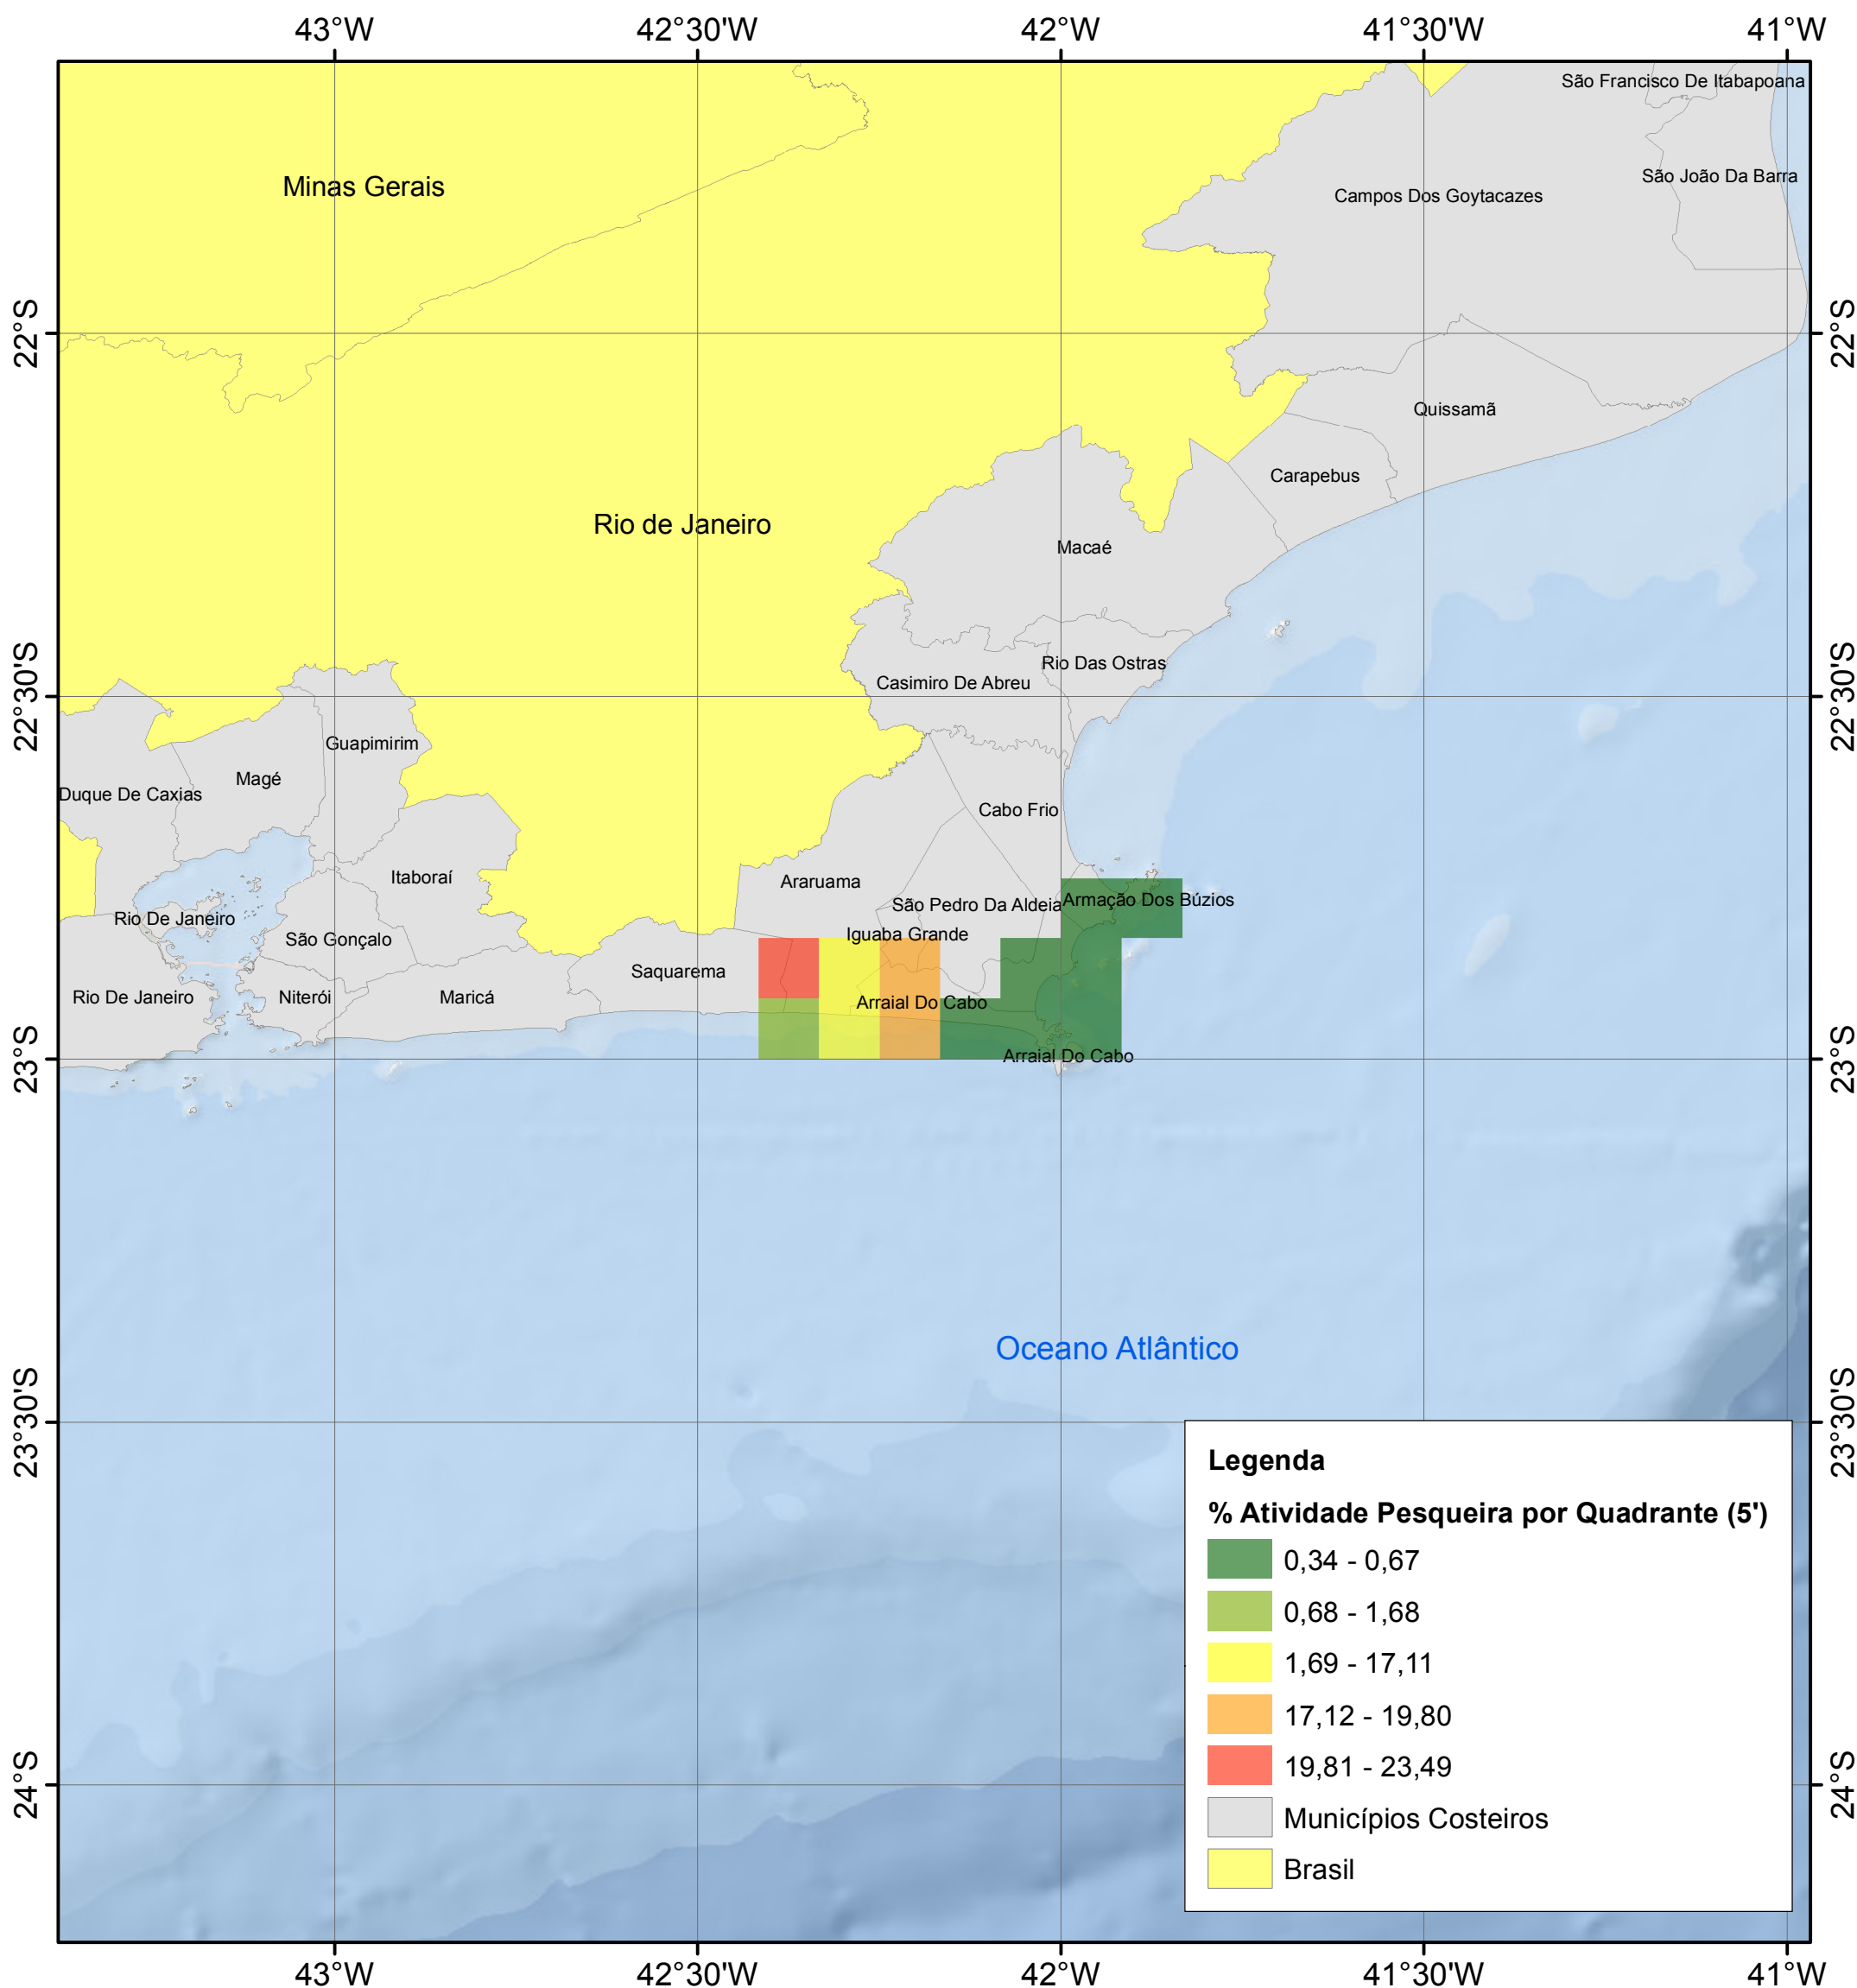 43°W 42°30'W 42°W 41°30'W 41°W
São Francisco De Itabapoana
São João Da Barra
Minas Gerais
Campos Dos Goytacazes
22°S 22°S
Quissamã
Carapebus
Rio de Janeiro
Macaé
Rio Das Ostras
Casimiro De Abreu
22°30'S 22°30'S
Guapimirim
Magé
Duque De Caxias
Cabo Frio
Itaboraí
Araruama
São Pedro Da Aldeia
Armação Dos Búzios
Rio De Janeiro
São Gonçalo
Iguaba Grande
Saquarema
Rio De Janeiro
Niterói
Maricá
Arraial Do Cabo
Arraial Do Cabo
23°S 23°S
Oceano Atlântico
23°30'S 23°30'S
Legenda
% Atividade Pesqueira por Quadrante (5')
0,34 - 0,67
0,68 - 1,68
1,69 - 17,11
17,12 - 19,80
19,81 - 23,49
Municípios Costeiros
Brasil
24°S 24°S
43°W 42°30'W 42°W 41°30'W 41°W